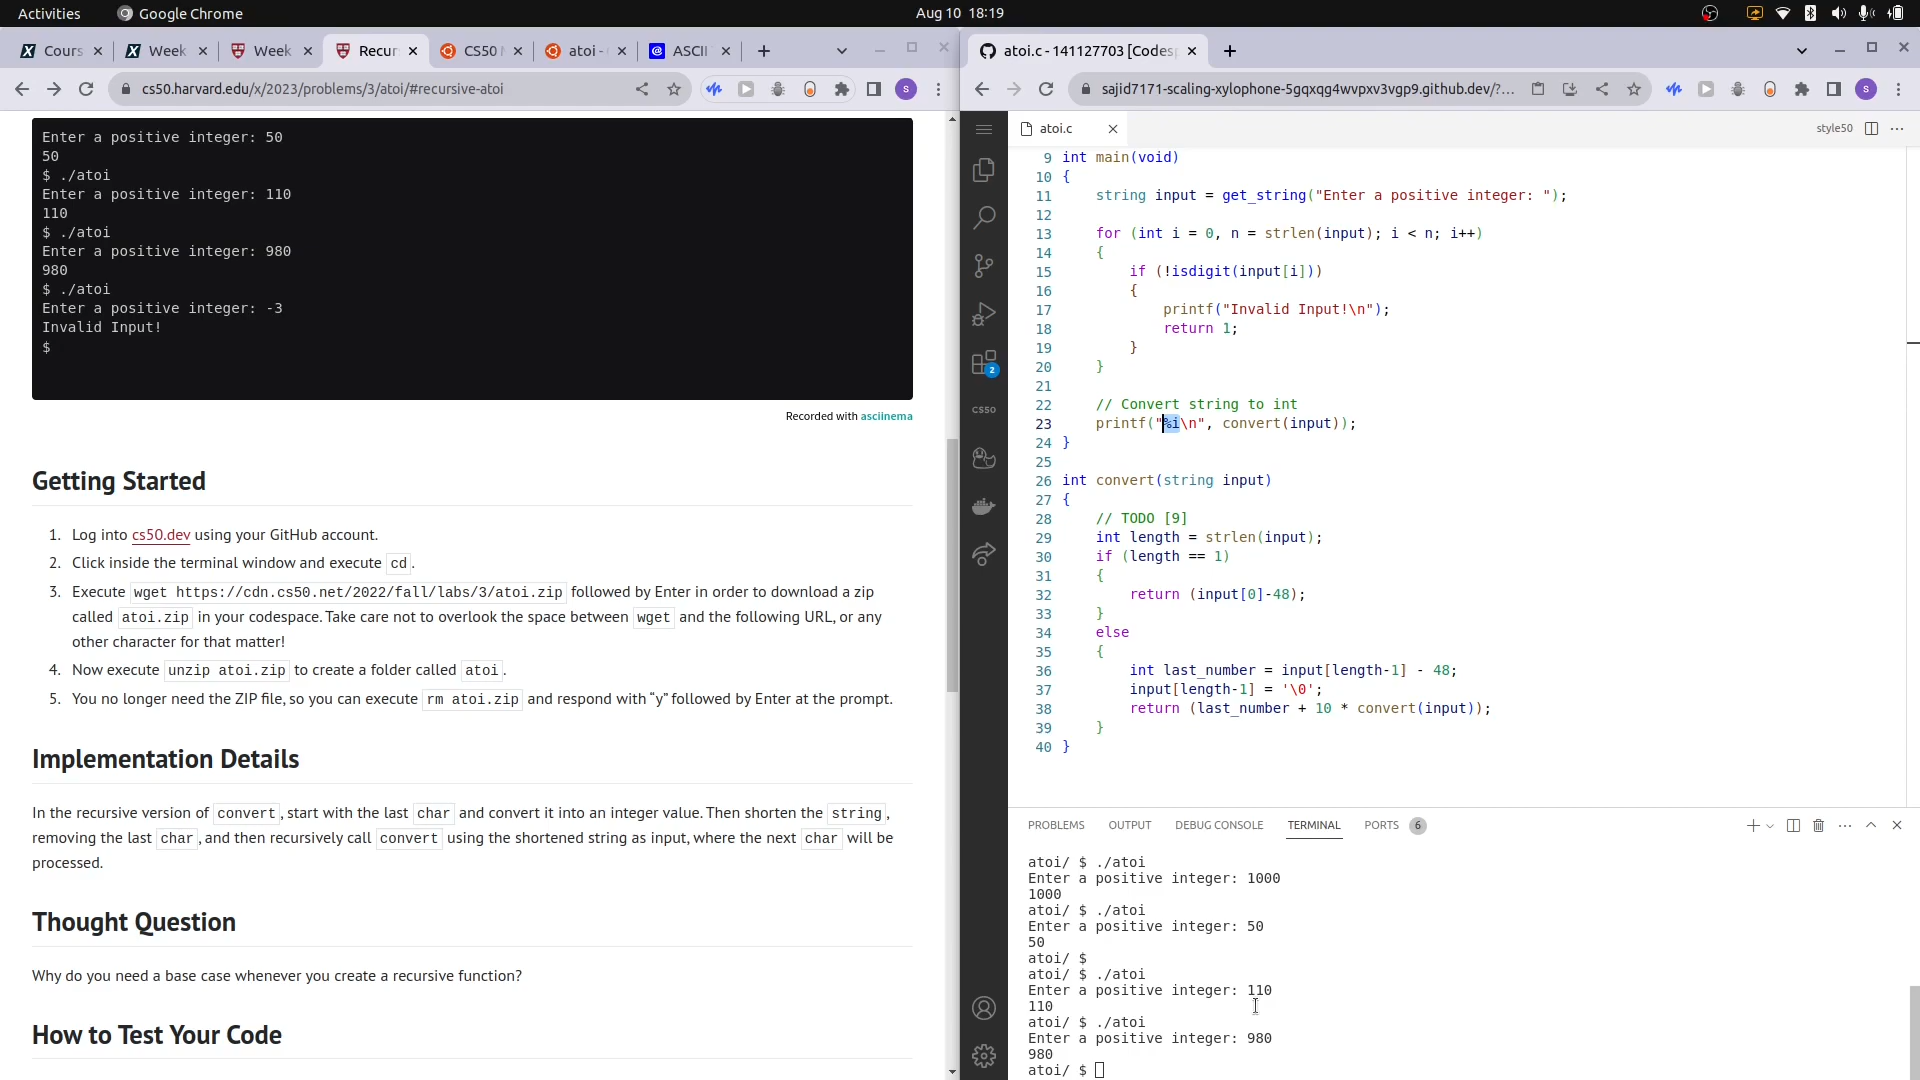 Activities
Google Chrome
Aug 10 18:19
Cours
Week
Week
Recur
CS50
atoi -
ASCII
cs50.harvard.edu/x/2023/problems/3/atoi/#recursive-atoi
S
Enter a positive integer: 50
50
$ ./atoi
Enter a positive integer: 110
110
$ ./atoi
Enter a positive integer: 980
980
$ ./atoi
Enter a positive integer: -3
Invalid Input!
$
Recorded with asciinema
Getting Started
1. Log into cs50.dev using your GitHub account.
2. Click inside the terminal window and execute cd.
3. Execute wget https://cdn.cs50.net/2022/fall/labs/3/atoi.zip followed by Enter in order to download a zip
called atoi.zip in your codespace. Take care not to overlook the space between wget and the following URL, or any
other character for that matter!
4. Now execute unzip atoi.zip to create a folder called atoi.
5. You no longer need the ZIP file, so you can execute rm atoi.zip and respond with “y” followed by Enter at the prompt.
Implementation Details
In the recursive version of convert, start with the last char and convert it into an integer value. Then shorten the string,
removing the last char, and then recursively call convert using the shortened string as input, where the next char will be
processed.
Thought Question
Why do you need a base case whenever you create a recursive function?
How to Test Your Code
atoi.c - 141127703 [Codesp
sajid7171-scaling-xylophone-5gqxqg4wvpxv3vgp9.github.dev/?...
S
atoi.c
style50
2
CS50
9 int main(void)
10 {
11 string input = get_string("Enter a positive integer: ");
12
13 for (int i = 0, n = strlen(input); i < n; i++)
14 {
15 if (!isdigit(input[i]))
16 {
17 printf("Invalid Input!\n");
18 return 1;
19 }
20 }
21
22 // Convert string to int
23 printf("%i\n", convert(input));
24 }
25
26 int convert(string input)
27 {
28 // TODO [9]
29 int length = strlen(input);
30 if (length == 1)
31 {
32 return (input[0]-48);
33 }
34 else
35 {
36 int last_number = input[length-1] - 48;
37 input[length-1] = '\0';
38 return (last_number + 10 * convert(input));
39 }
40 }
PROBLEMS
OUTPUT
DEBUG CONSOLE
TERMINAL
PORTS 6
atoi/ $ ./atoi
Enter a positive integer: 1000
1000
atoi/ $ ./atoi
Enter a positive integer: 50
50
atoi/ $
atoi/ $ ./atoi
Enter a positive integer: 110
110
atoi/ $ ./atoi
Enter a positive integer: 980
980
atoi/ $